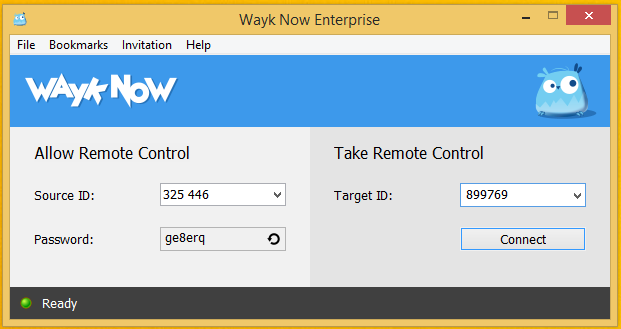 Wayk Now Enterprise
File Bookmarks Invitation Help
WAYK NOW
Allow Remote Control
Source ID: 325 446
Password: ge8erq
Take Remote Control
Target ID: 899769
Connect
Ready